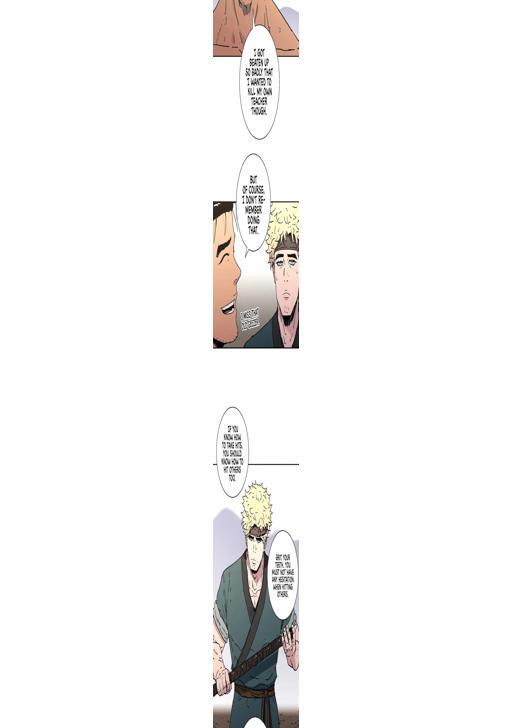 I GOT
BEATEN UP
SO BADLY THAT
I WANTED TO
KILL MY OWN
TEACHER
THOUGH.
BUT
OF COURSE,
I DON'T RE-
MEMBER
DOING
THAT.
IF YOU
KNOW HOW
TO TAKE HITS,
YOU SHOULD
KNOW HOW TO
HIT OTHERS
TOO.
GRIT YOUR
TEETH. YOU
MUST NOT HAVE
ANY HESITATION
WHEN HITTING
OTHERS.